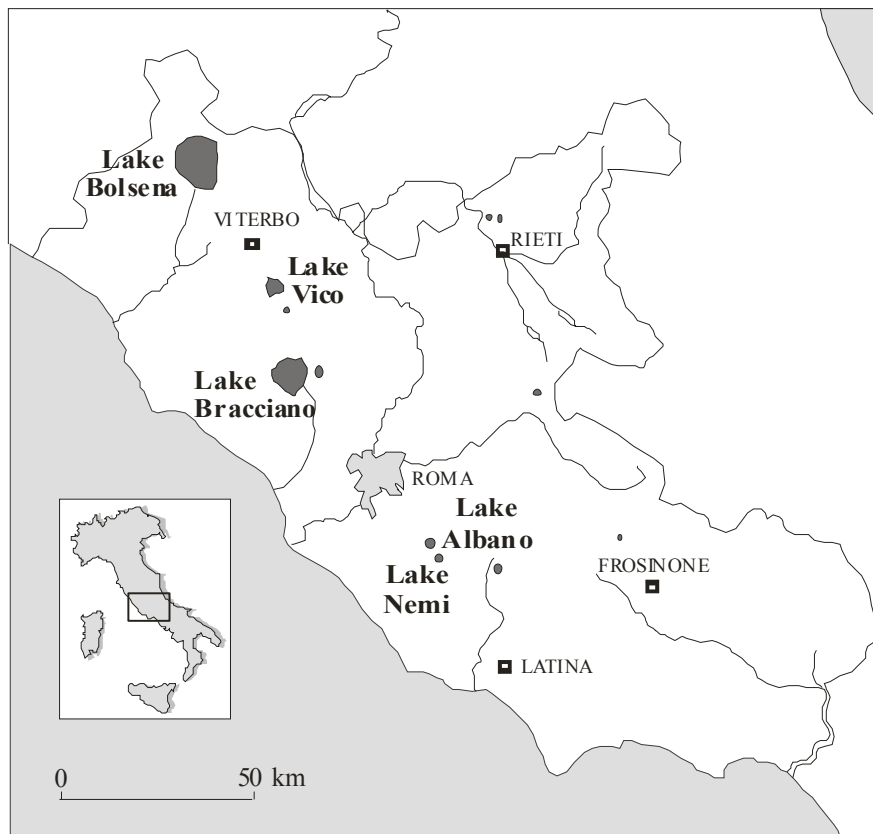 Lake
Bolsena
VITERBO
RIETI
Lake
Vico
Lake
Bracciano
ROMA
Lake
Albano
Lake
Nemi
FROSINONE
LATINA
0
50 km